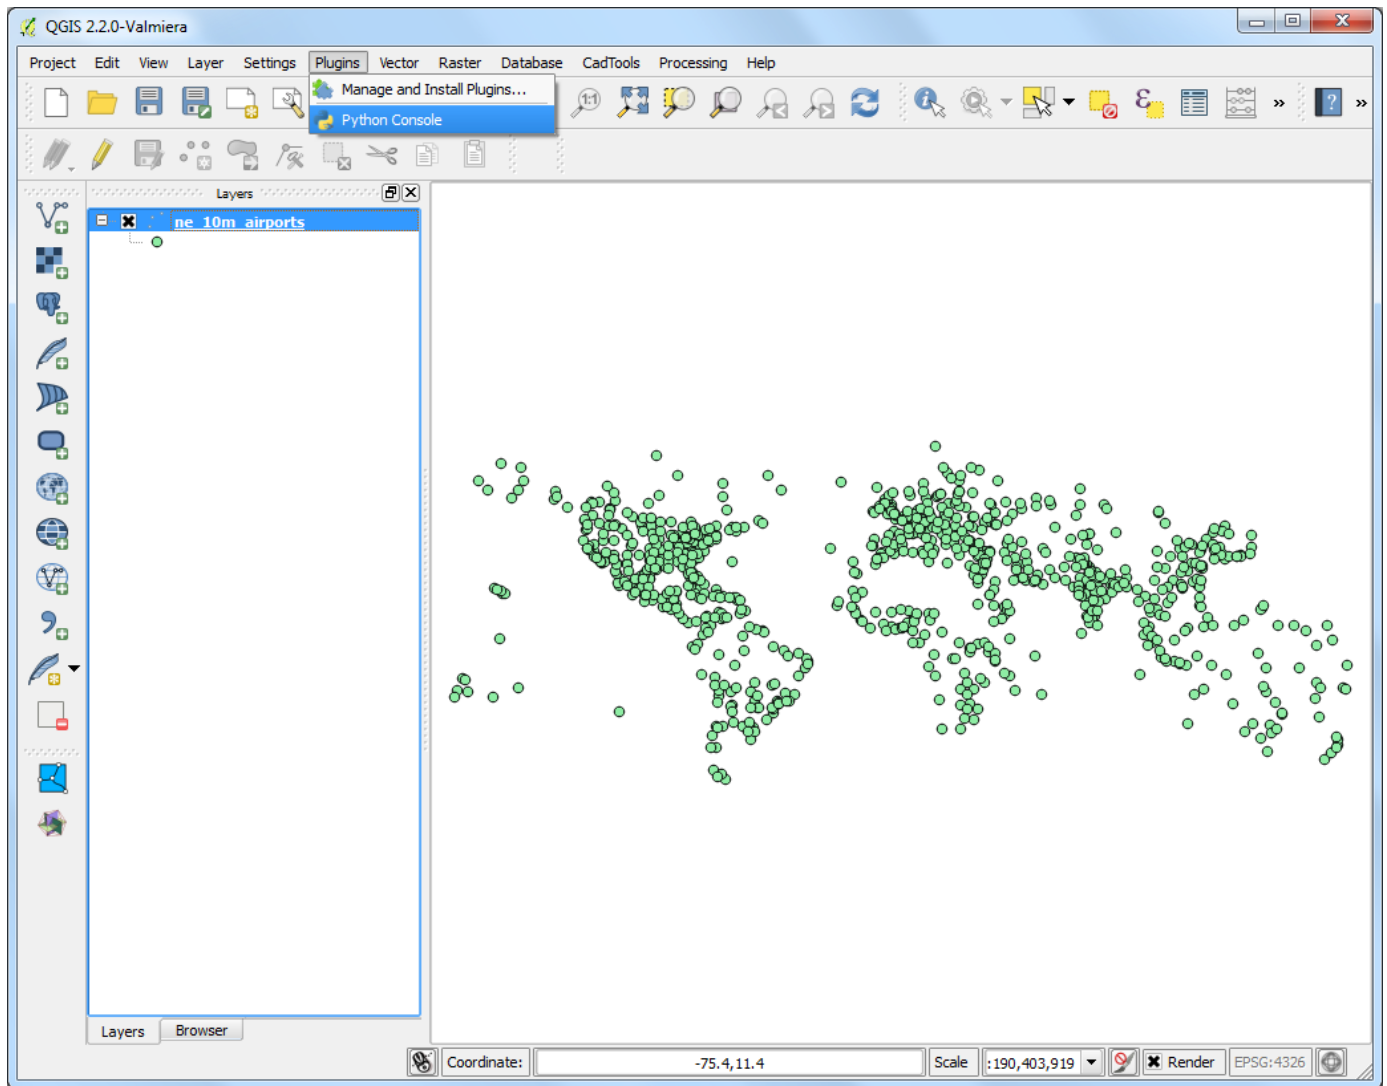 QGIS 2.2.0-Valmiera
Project Edit View Layer Settings Plugins Vector Raster Database CadTools Processing Help
Manage and Install Plugins...
Python Console
1:1
Layers
ne_10m_airports
Layers Browser
Coordinate: -75.4,11.4 Scale :190,403,919 Render EPSG:4326